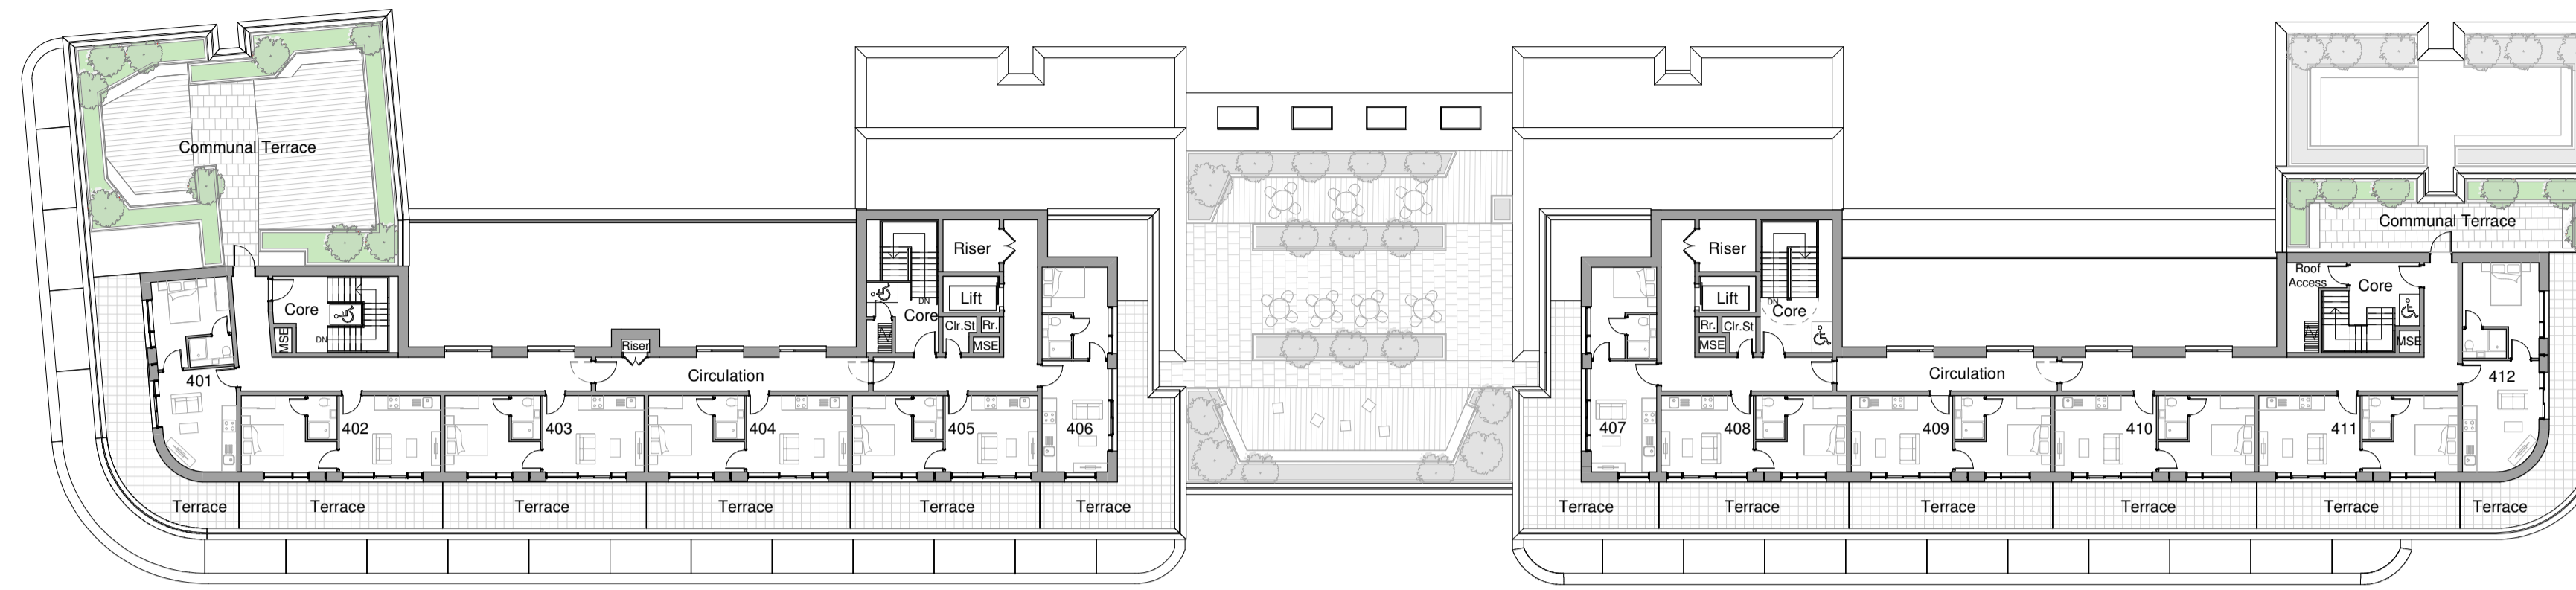 Communal Terrace
Communal Terrace
Riser
Riser
Roof
Access
Core
Core
MSE
DN
Lift
DN
Core
Clr.St
Rr.
MSE
Lift
DN
Core
Rr.
Clr.St
MSE
MSE
Riser
Circulation
Circulation
401
402
403
404
405
406
407
408
409
410
411
412
Terrace
Terrace
Terrace
Terrace
Terrace
Terrace
Terrace
Terrace
Terrace
Terrace
Terrace
Terrace